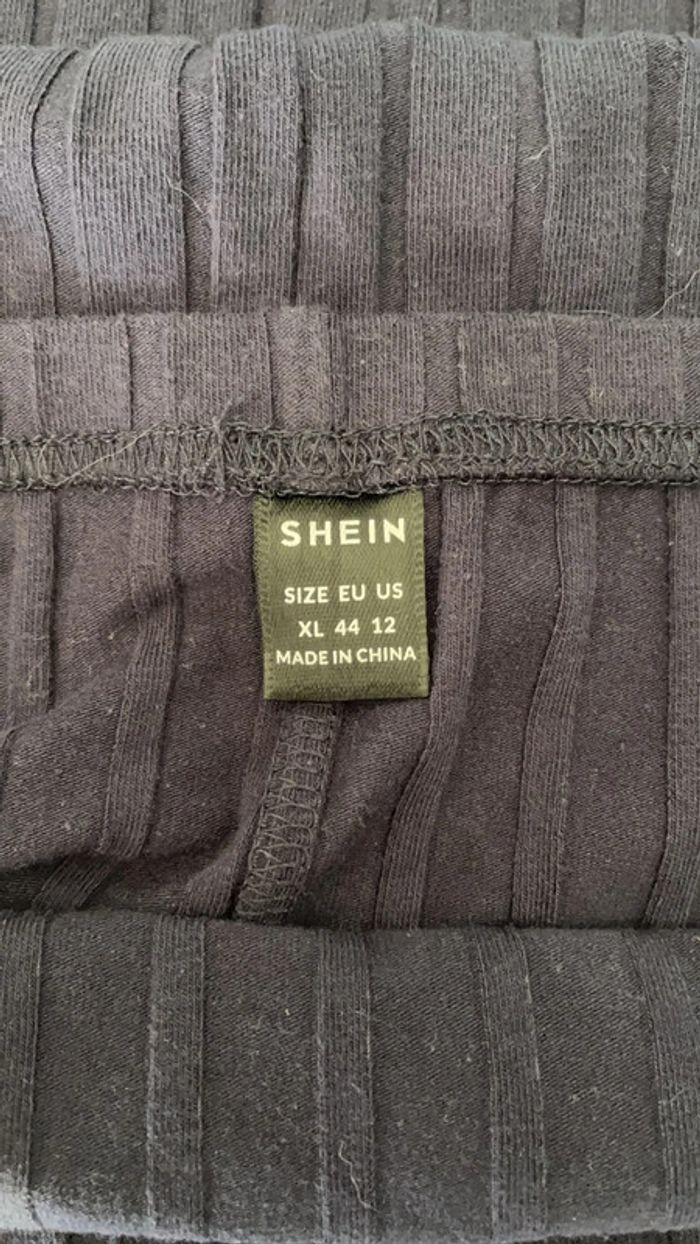 SHEIN
SIZE EU US
XL 44 12
MADE IN CHINA